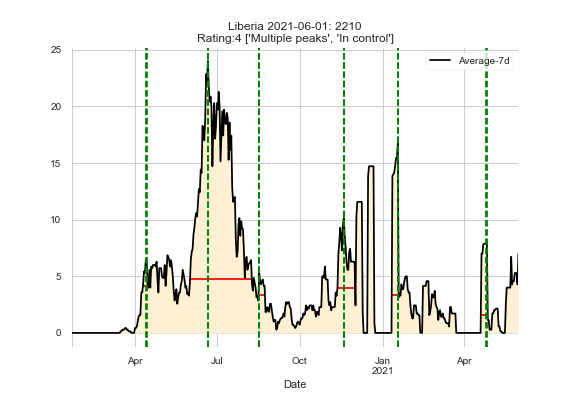 Liberia 2021-06-01: 2210
Rating:4 ['Multiple peaks', 'In control']
Average-7d
25
20
15
10
5
0
Apr
Jul
Oct
Jan
2021
Apr
Date